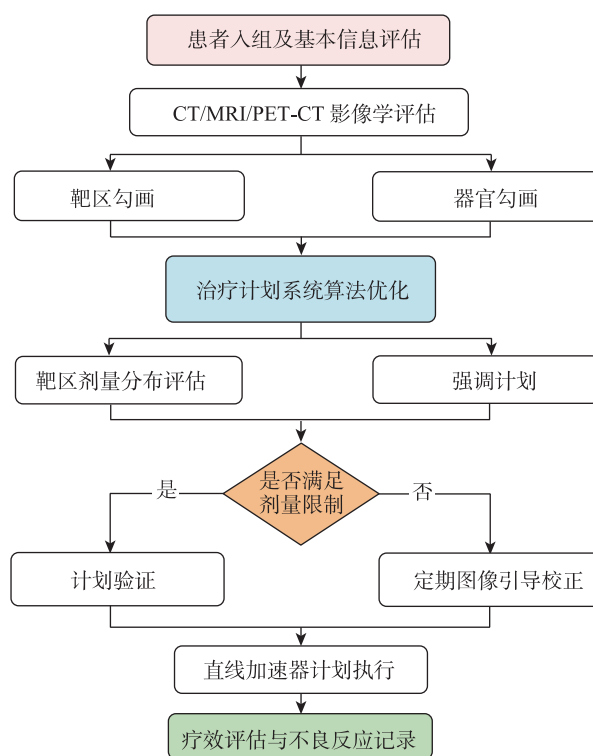 患者入组及基本信息评估
CT/MRI/PET-CT 影像学评估
靶区勾画
器官勾画
治疗计划系统算法优化
靶区剂量分布评估
强调计划
是否满足
剂量限制
是
否
计划验证
定期图像引导校正
直线加速器计划执行
疗效评估与不良反应记录